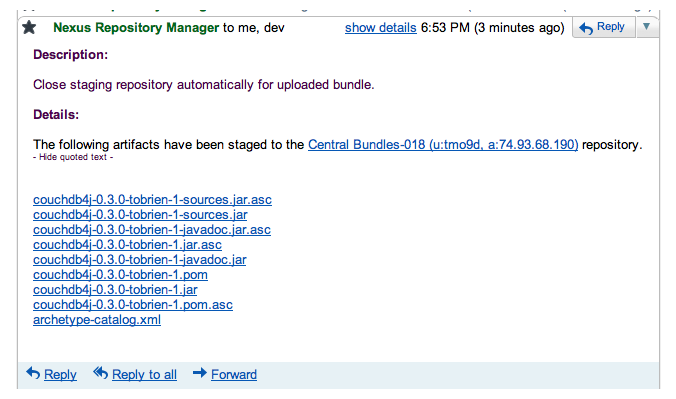 Nexus Repository Manager to me, dev show details 6:53 PM (3 minutes ago) Reply
Description:
Close staging repository automatically for uploaded bundle.
Details:
The following artifacts have been staged to the Central Bundles-018 (u:tmo9d, a:74.93.68.190) repository.
- Hide quoted text -
couchdb4j-0.3.0-tobrien-1-sources.jar.asc
couchdb4j-0.3.0-tobrien-1-sources.jar
couchdb4j-0.3.0-tobrien-1-javadoc.jar.asc
couchdb4j-0.3.0-tobrien-1.jar.asc
couchdb4j-0.3.0-tobrien-1-javadoc.jar
couchdb4j-0.3.0-tobrien-1.pom
couchdb4j-0.3.0-tobrien-1.jar
couchdb4j-0.3.0-tobrien-1.pom.asc
archetype-catalog.xml
Reply Reply to all Forward